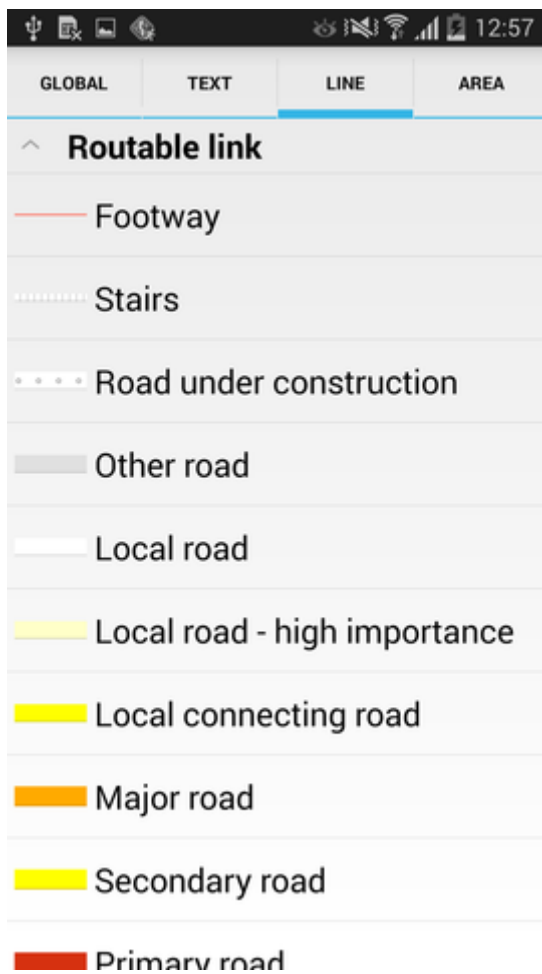 12:57
GLOBAL TEXT LINE AREA
Routable link
Footway
Stairs
Road under construction
Other road
Local road
Local road - high importance
Local connecting road
Major road
Secondary road
Primary road